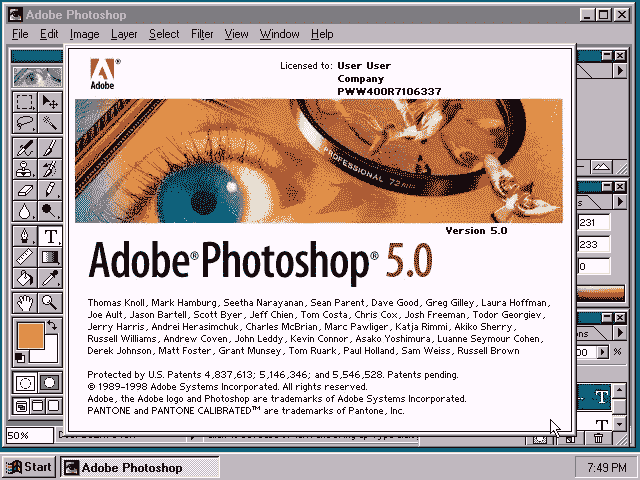 Adobe Photoshop
File Edit Image Layer Select Filter View Window Help
Adobe
Licensed to: User User
Company
PWW400R7106337
PROFESSIONAL 72mm
Version 5.0
Adobe® Photoshop® 5.0
Thomas Knoll, Mark Hamburg, Seetha Narayanan, Sean Parent, Dave Good, Greg Gilley, Laura Hoffman,
Joe Ault, Jason Bartell, Scott Byer, Jeff Chien, Tom Costa, Chris Cox, Josh Freeman, Todor Georgiev,
Jerry Harris, Andrei Herasimchuk, Charles McBrian, Marc Pawliger, Katja Rimmi, Akiko Sherry,
Russell Williams, Andrew Coven, John Leddy, Kevin Connor, Asako Yoshimura, Luanne Seymour Cohen,
Derek Johnson, Matt Foster, Grant Munsey, Tom Ruark, Paul Holland, Sam Weiss, Russell Brown
Protected by U.S. Patents 4,837,613; 5,146,346; and 5,546,528. Patents pending.
© 1989-1998 Adobe Systems Incorporated. All rights reserved.
Adobe, the Adobe logo and Photoshop are trademarks of Adobe Systems Incorporated.
PANTONE and PANTONE CALIBRATED™ are trademarks of Pantone, Inc.
231
233
0
%
T
T
T
50%
Start
Adobe Photoshop
7:49 PM